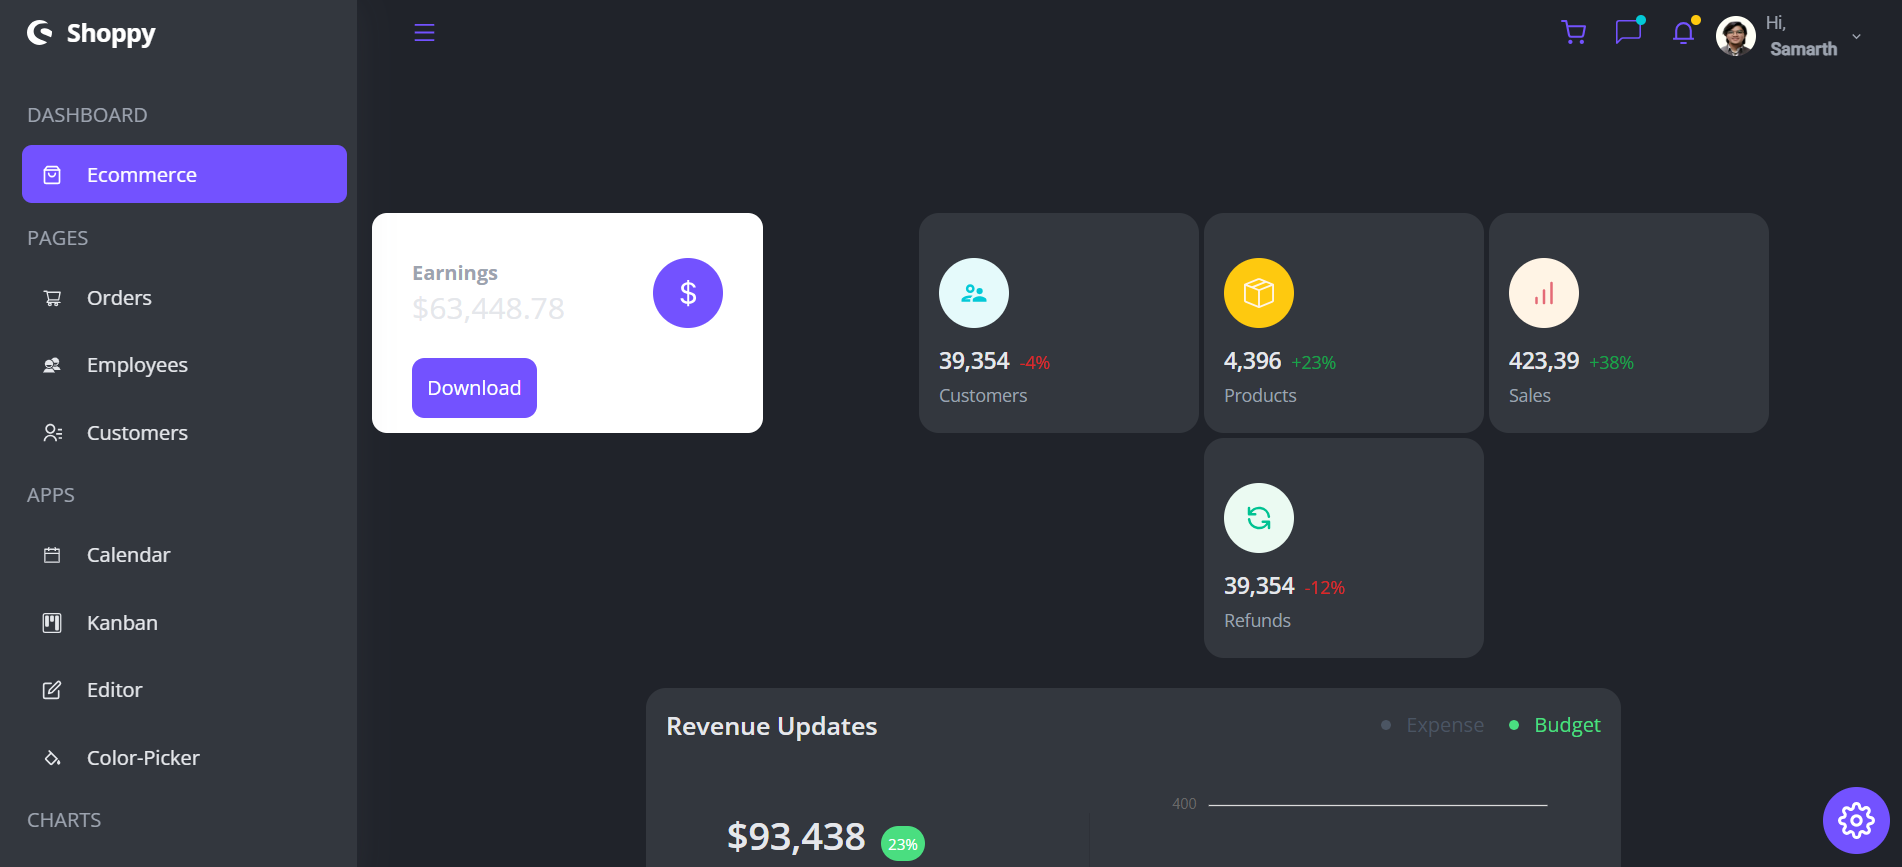 Shoppy
Hi,
Samarth
DASHBOARD
Ecommerce
PAGES
Orders
Employees
Customers
APPS
Calendar
Kanban
Editor
Color-Picker
CHARTS
Earnings
$63,448.78
$
Download
39,354 -4%
Customers
4,396 +23%
Products
423,39 +38%
Sales
39,354 -12%
Refunds
Revenue Updates
Expense
Budget
$93,438 23%
400